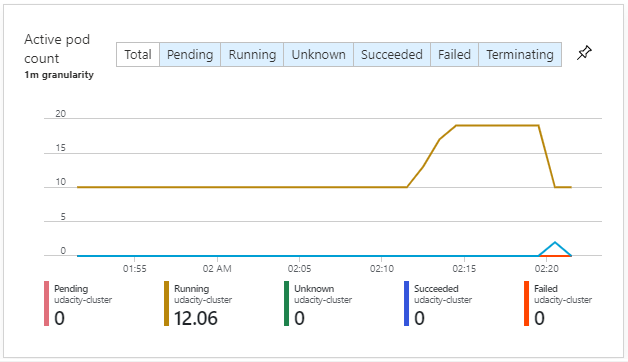 Active pod
count
1m granularity
Total Pending Running Unknown Succeeded Failed Terminating
20
15
10
5
0
01:55 02 AM 02:05 02:10 02:15 02:20
Pending Running Unknown Succeeded Failed
udacity-cluster udacity-cluster udacity-cluster udacity-cluster udacity-cluster
0 12.06 0 0 0